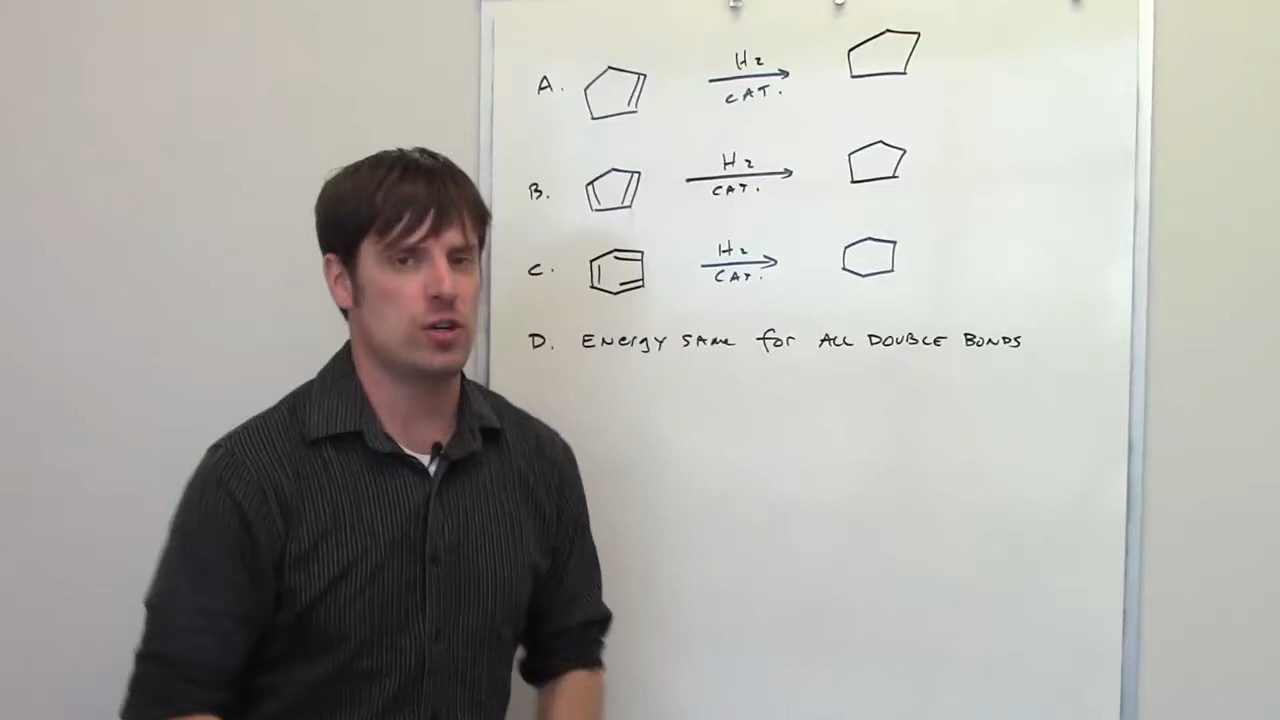 A. H2
CAT.
B. H2
CAT.
C. H2
CAT.
D. ENERGY SAME FOR ALL DOUBLE BONDS